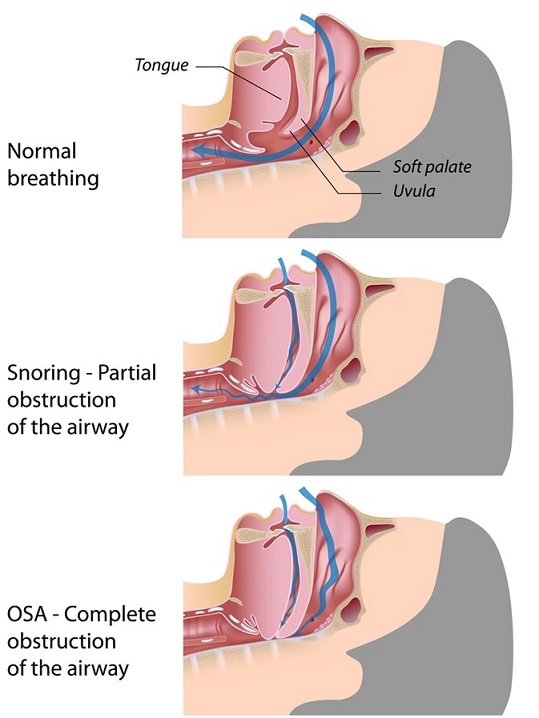 Tongue
Normal
breathing
Soft palate
Uvula
Snoring - Partial
obstruction
of the airway
OSA - Complete
obstruction
of the airway